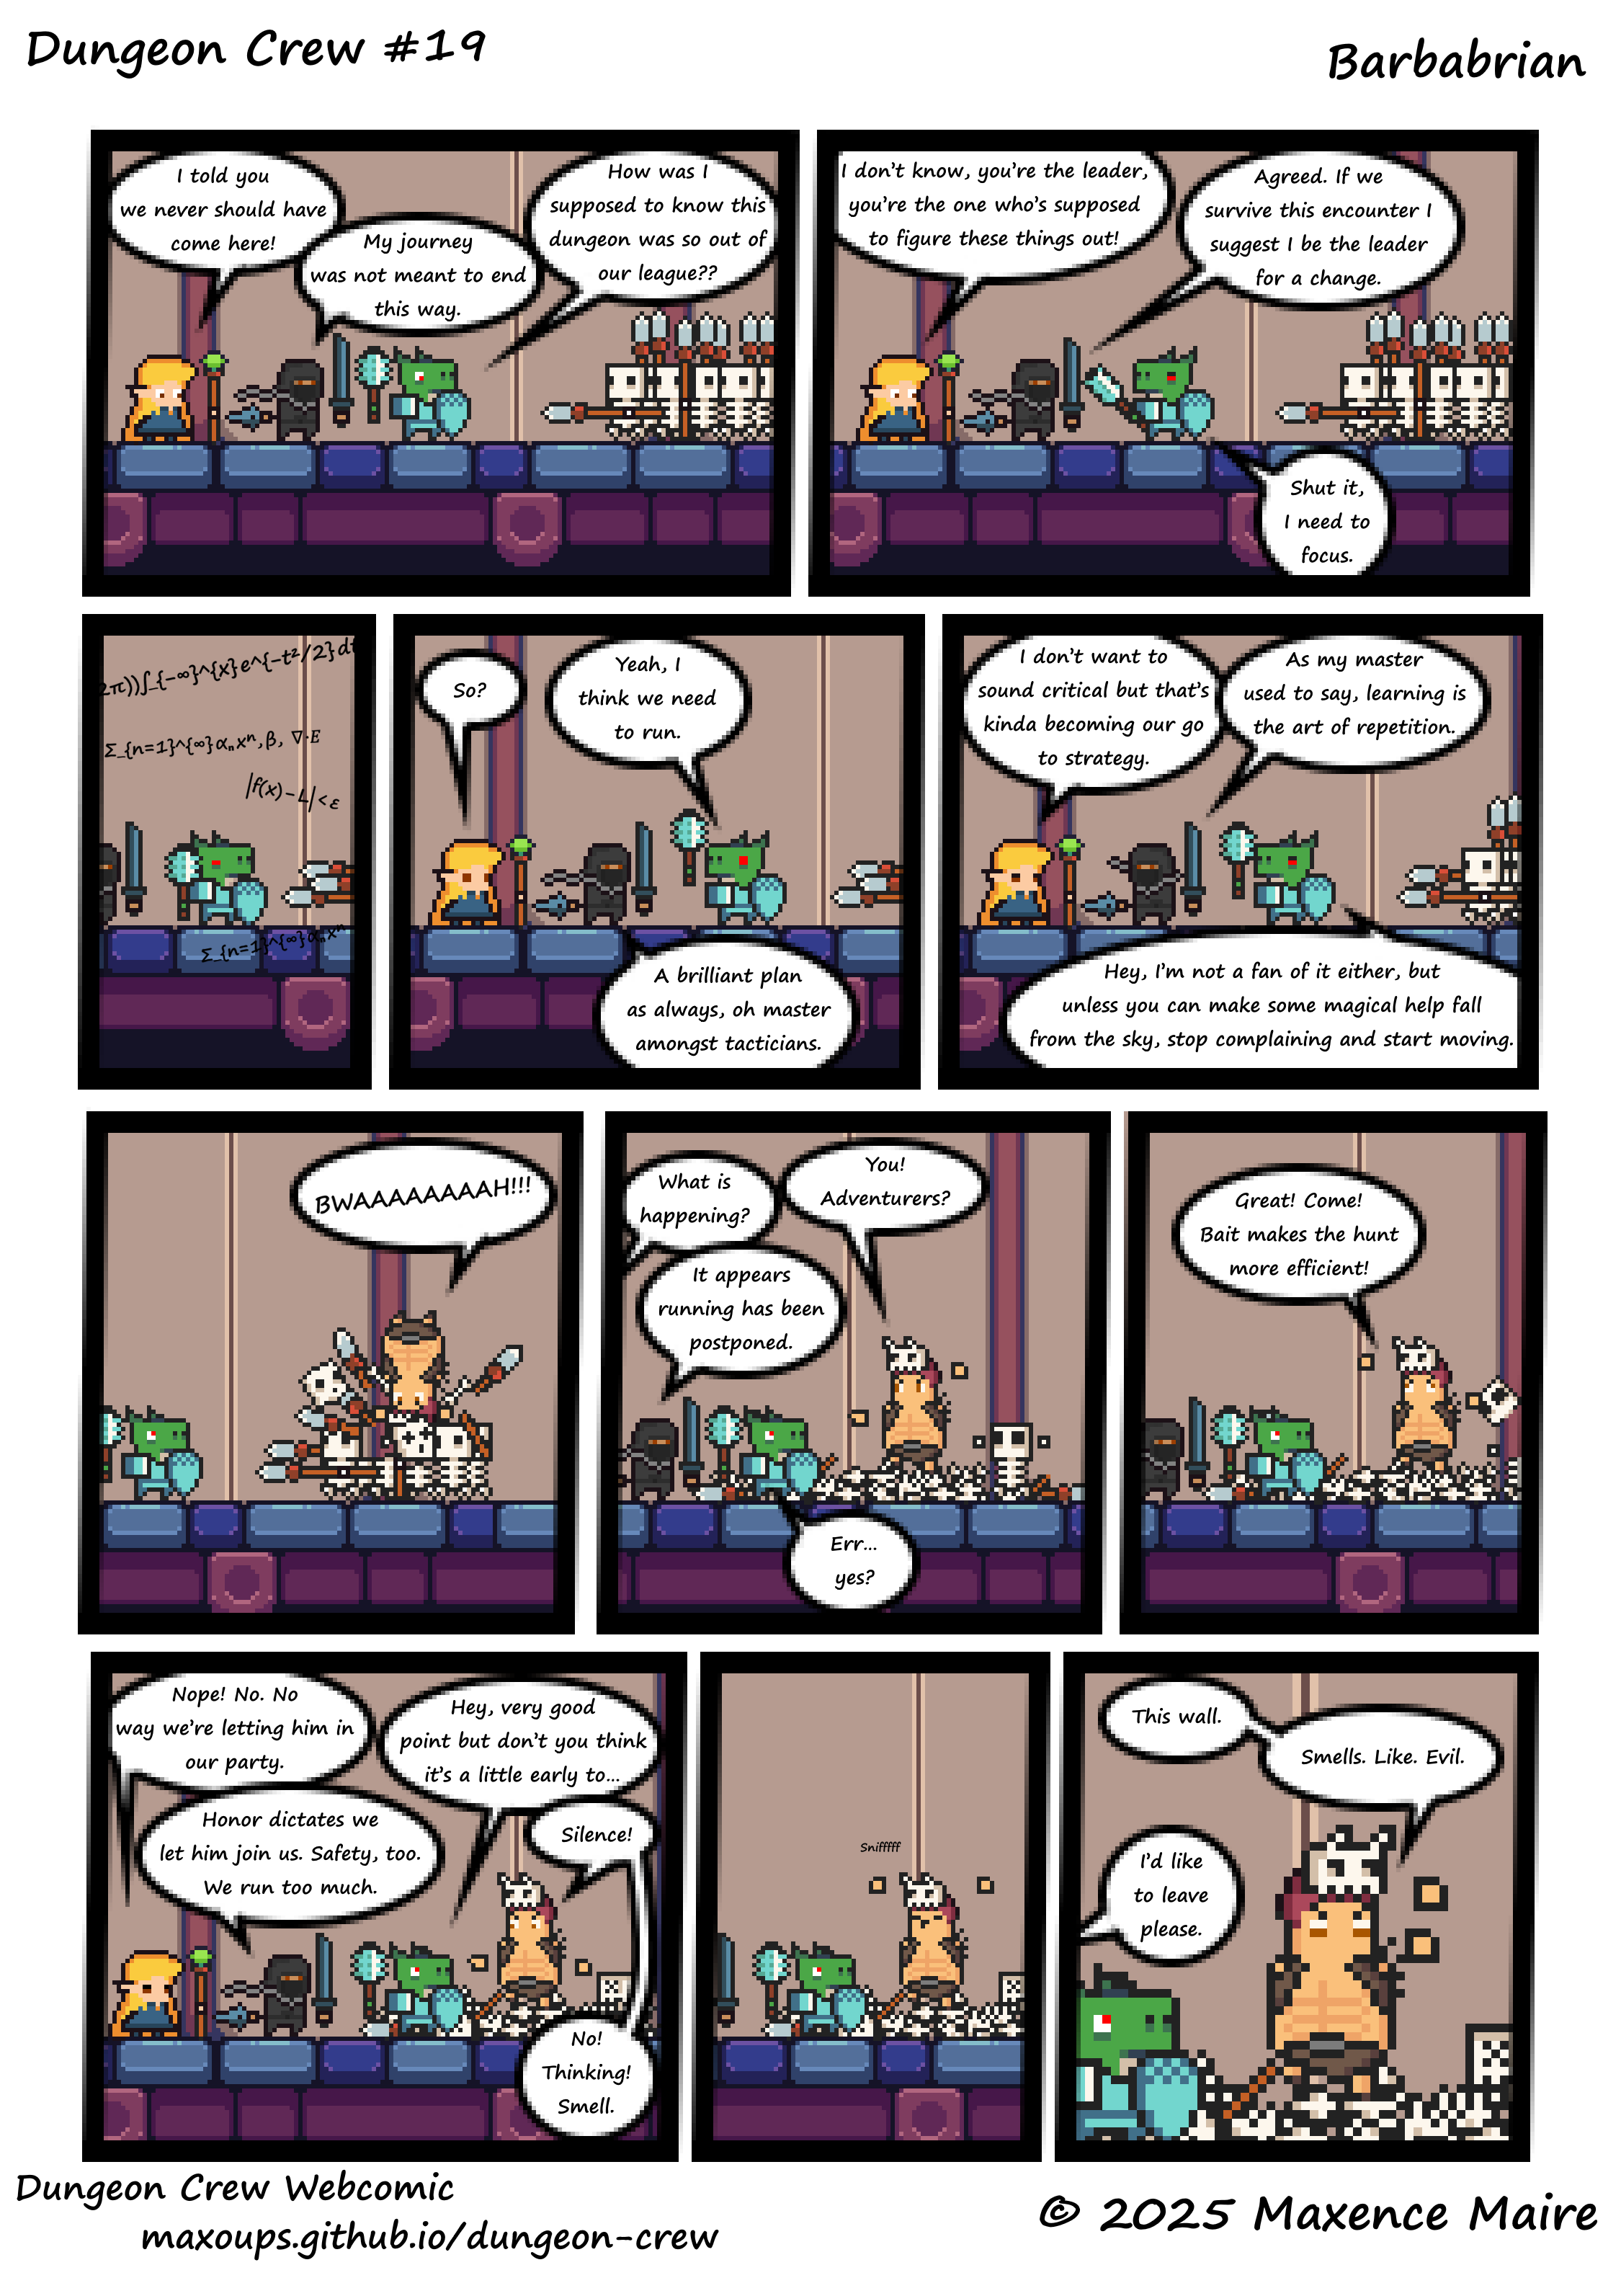 Dungeon Crew #19
Barbabrian
I told you
we never should have
come here!
My journey
was not meant to end
this way.
How was I
supposed to know this
dungeon was so out of
our league??
I don't know, you're the leader,
you're the one who's supposed
to figure these things out!
Agreed. If we
survive this encounter I
suggest I be the leader
for a change.
Shut it,
I need to
focus.
2π))∫_{-∞}^{x}e^{-t²/2}dt
Σ_{n=1}^{∞}αₙxⁿ,β, ∇·E
|f(x)-L|<ε
Σ_{n=1}^{∞}αₙxⁿ
So?
Yeah, I
think we need
to run.
A brilliant plan
as always, oh master
amongst tacticians.
I don't want to
sound critical but that's
kinda becoming our go
to strategy.
As my master
used to say, learning is
the art of repetition.
Hey, I'm not a fan of it either, but
unless you can make some magical help fall
from the sky, stop complaining and start moving.
BWAAAAAAAAH!!!
What is
happening?
It appears
running has been
postponed.
You!
Adventurers?
Err...
yes?
Great! Come!
Bait makes the hunt
more efficient!
Nope! No. No
way we're letting him in
our party.
Honor dictates we
let him join us. Safety, too.
We run too much.
Hey, very good
point but don't you think
it's a little early to...
Silence!
No!
Thinking!
Smell.
Snifffff
This wall.
Smells. Like. Evil.
I'd like
to leave
please.
Dungeon Crew Webcomic
maxoups.github.io/dungeon-crew
© 2025 Maxence Maire